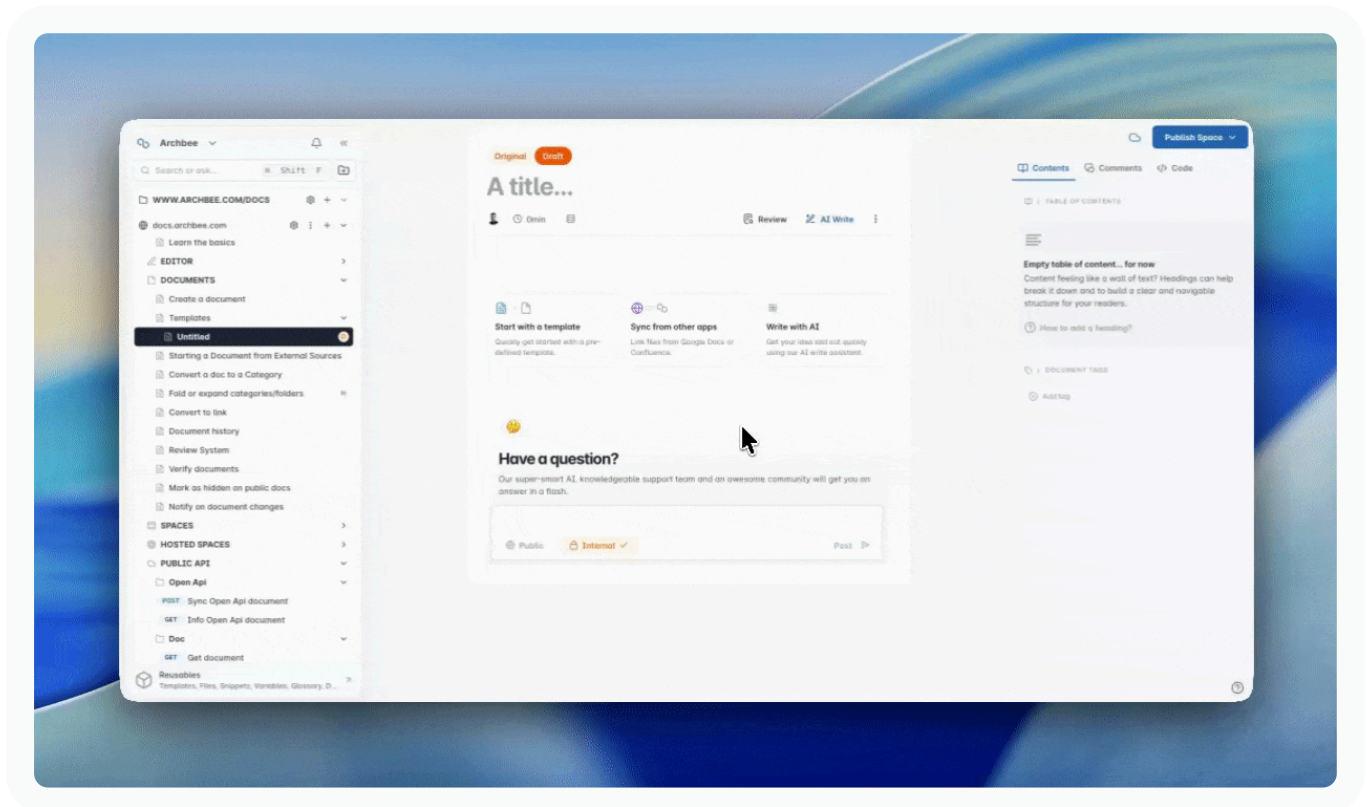 Archbee
Search or ask...
⌘ Shift F
WWW.ARCHBEE.COM/DOCS
docs.archbee.com
Learn the basics
EDITOR
DOCUMENTS
Create a document
Templates
Untitled
Starting a Document from External Sources
Convert a doc to a Category
Fold or expand categories/folders
Convert to link
Document history
Review System
Verify documents
Mark as hidden on public docs
Notify on document changes
SPACES
HOSTED SPACES
PUBLIC API
Open Api
POST Sync Open Api document
GET Info Open Api document
Doc
GET Get document
Reusables
Templates, Files, Snippets, Variables, Glossary, D...
Original Draft
A title...
0min
Review AI Write
Start with a template
Quickly get started with a pre-
defined template.
Sync from other apps
Link files from Google Docs or
Confluence.
Write with AI
Get your idea laid out quickly
using our AI write assistant.
Have a question?
Our super-smart AI, knowledgeable support team and an awesome community will get you an
answer in a flash.
Public Internal Post
Publish Space
Contents Comments Code
TABLE OF CONTENTS
Empty table of content... for now
Content feeling like a wall of text? Headings can help
break it down and to build a clear and navigable
structure for your readers.
How to add a heading?
DOCUMENT TAGS
Add tag